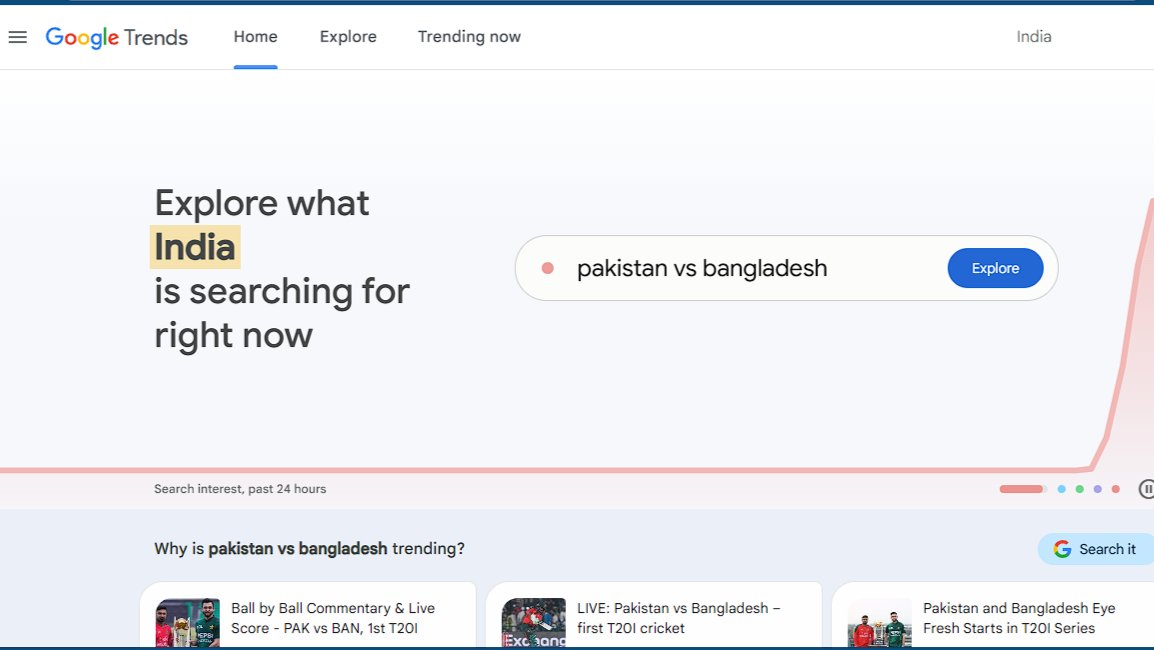 Google Trends
Home
Explore
Trending now
India
Explore what
India
is searching for
right now
pakistan vs bangladesh
Explore
Search interest, past 24 hours
Why is pakistan vs bangladesh trending?
Search it
Ball by Ball Commentary & Live
Score - PAK vs BAN, 1st T20I
LIVE: Pakistan vs Bangladesh –
first T20I cricket
Pakistan and Bangladesh Eye
Fresh Starts in T20I Series